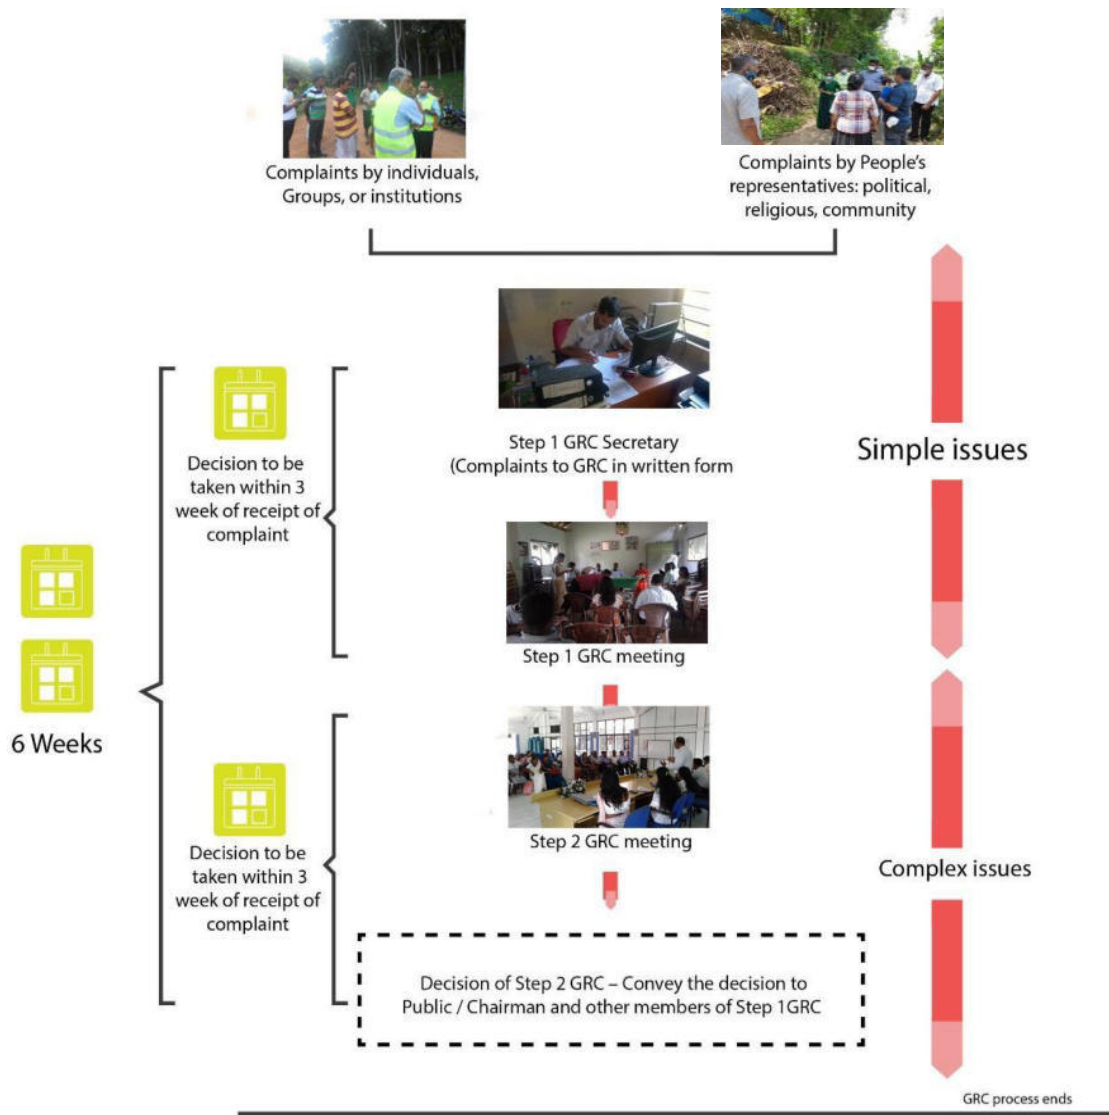 Complaints by individuals,
Groups, or institutions
Complaints by People's
representatives: political,
religious, community
Step 1 GRC Secretary
(Complaints to GRC in written form
Simple issues
Decision to be
taken within 3
week of receipt of
complaint
Step 1 GRC meeting
6 Weeks
Step 2 GRC meeting
Decision to be
taken within 3
week of receipt of
complaint
Complex issues
Decision of Step 2 GRC – Convey the decision to
Public / Chairman and other members of Step 1GRC
GRC process ends